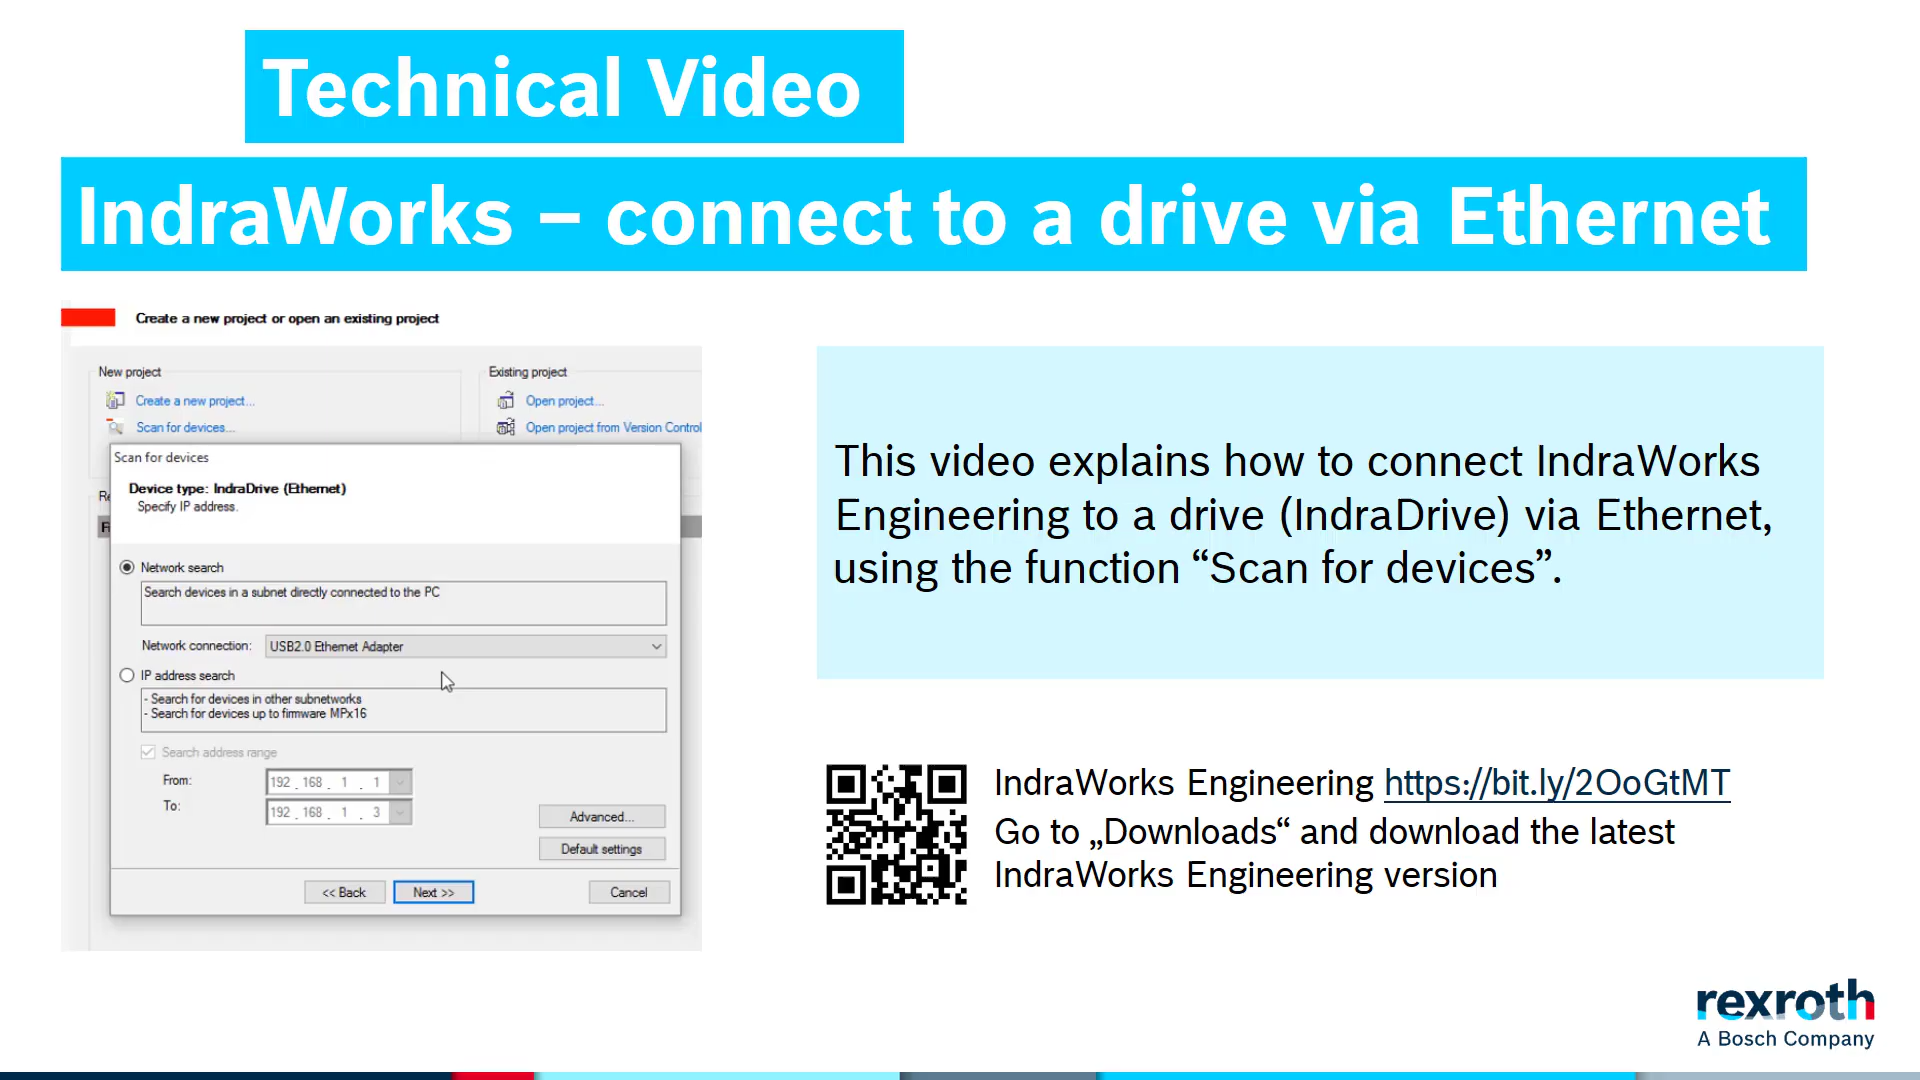 Technical Video
IndraWorks – connect to a drive via Ethernet
Create a new project or open an existing project
New project
Create a new project...
Scan for devices...
Existing project
Open project...
Open project from Version Control
Scan for devices
Device type: IndraDrive (Ethernet)
Specify IP address.
Network search
Search devices in a subnet directly connected to the PC
Network connection: USB2.0 Ethernet Adapter
IP address search
- Search for devices in other subnetworks
- Search for devices up to firmware MPx16
Search address range
From: 192 . 168 . 1 . 1
To: 192 . 168 . 1 . 3
Advanced...
Default settings
<< Back Next >> Cancel
This video explains how to connect IndraWorks
Engineering to a drive (IndraDrive) via Ethernet,
using the function “Scan for devices”.
IndraWorks Engineering https://bit.ly/2OoGtMT
Go to „Downloads“ and download the latest
IndraWorks Engineering version
rexroth
A Bosch Company